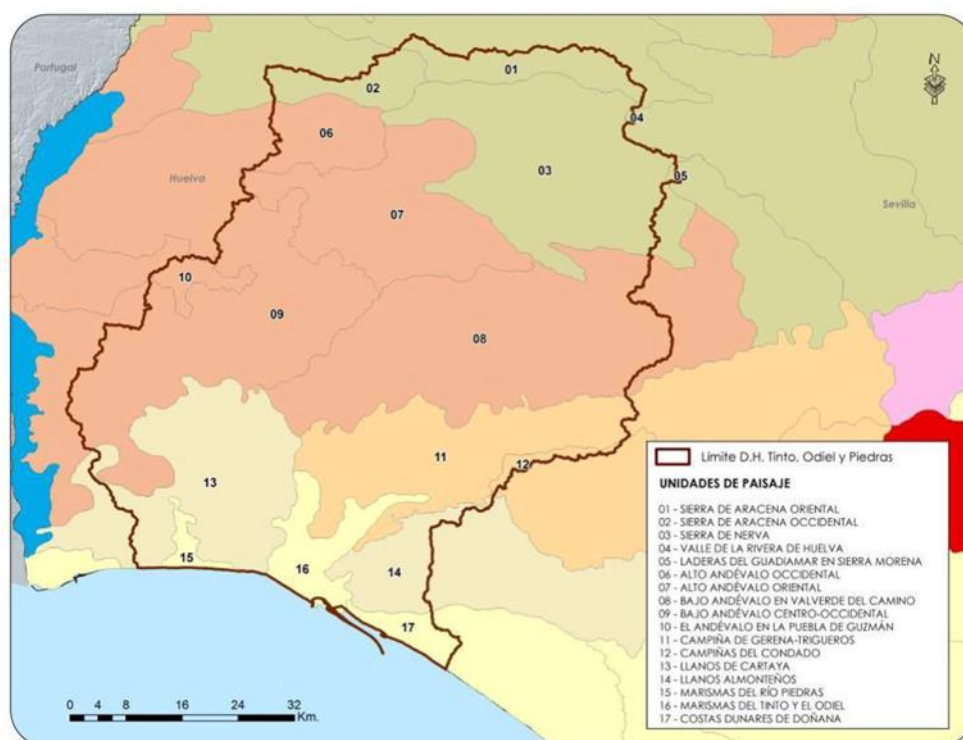 Portugal
N
01
02
04
06
03
05
Huelva
Sevilla
07
10
09
08
11
12
13
15
16
14
17
0 4 8 16 24 32
Km.
Límite D.H. Tinto, Odiel y Piedras
UNIDADES DE PAISAJE
01 - SIERRA DE ARACENA ORIENTAL
02 - SIERRA DE ARACENA OCCIDENTAL
03 - SIERRA DE NERVA
04 - VALLE DE LA RIVERA DE HUELVA
05 - LADERAS DEL GUADIAMAR EN SIERRA MORENA
06 - ALTO ANDÉVALO OCCIDENTAL
07 - ALTO ANDÉVALO ORIENTAL
08 - BAJO ANDÉVALO EN VALVERDE DEL CAMINO
09 - BAJO ANDÉVALO CENTRO-OCCIDENTAL
10 - EL ANDÉVALO EN LA PUEBLA DE GUZMÁN
11 - CAMPIÑA DE GERENA-TRIGUEROS
12 - CAMPIÑAS DEL CONDADO
13 - LLANOS DE CARTAYA
14 - LLANOS ALMONTEÑOS
15 - MARISMAS DEL RÍO PIEDRAS
16 - MARISMAS DEL TINTO Y EL ODIEL
17 - COSTAS DUNARES DE DOÑANA